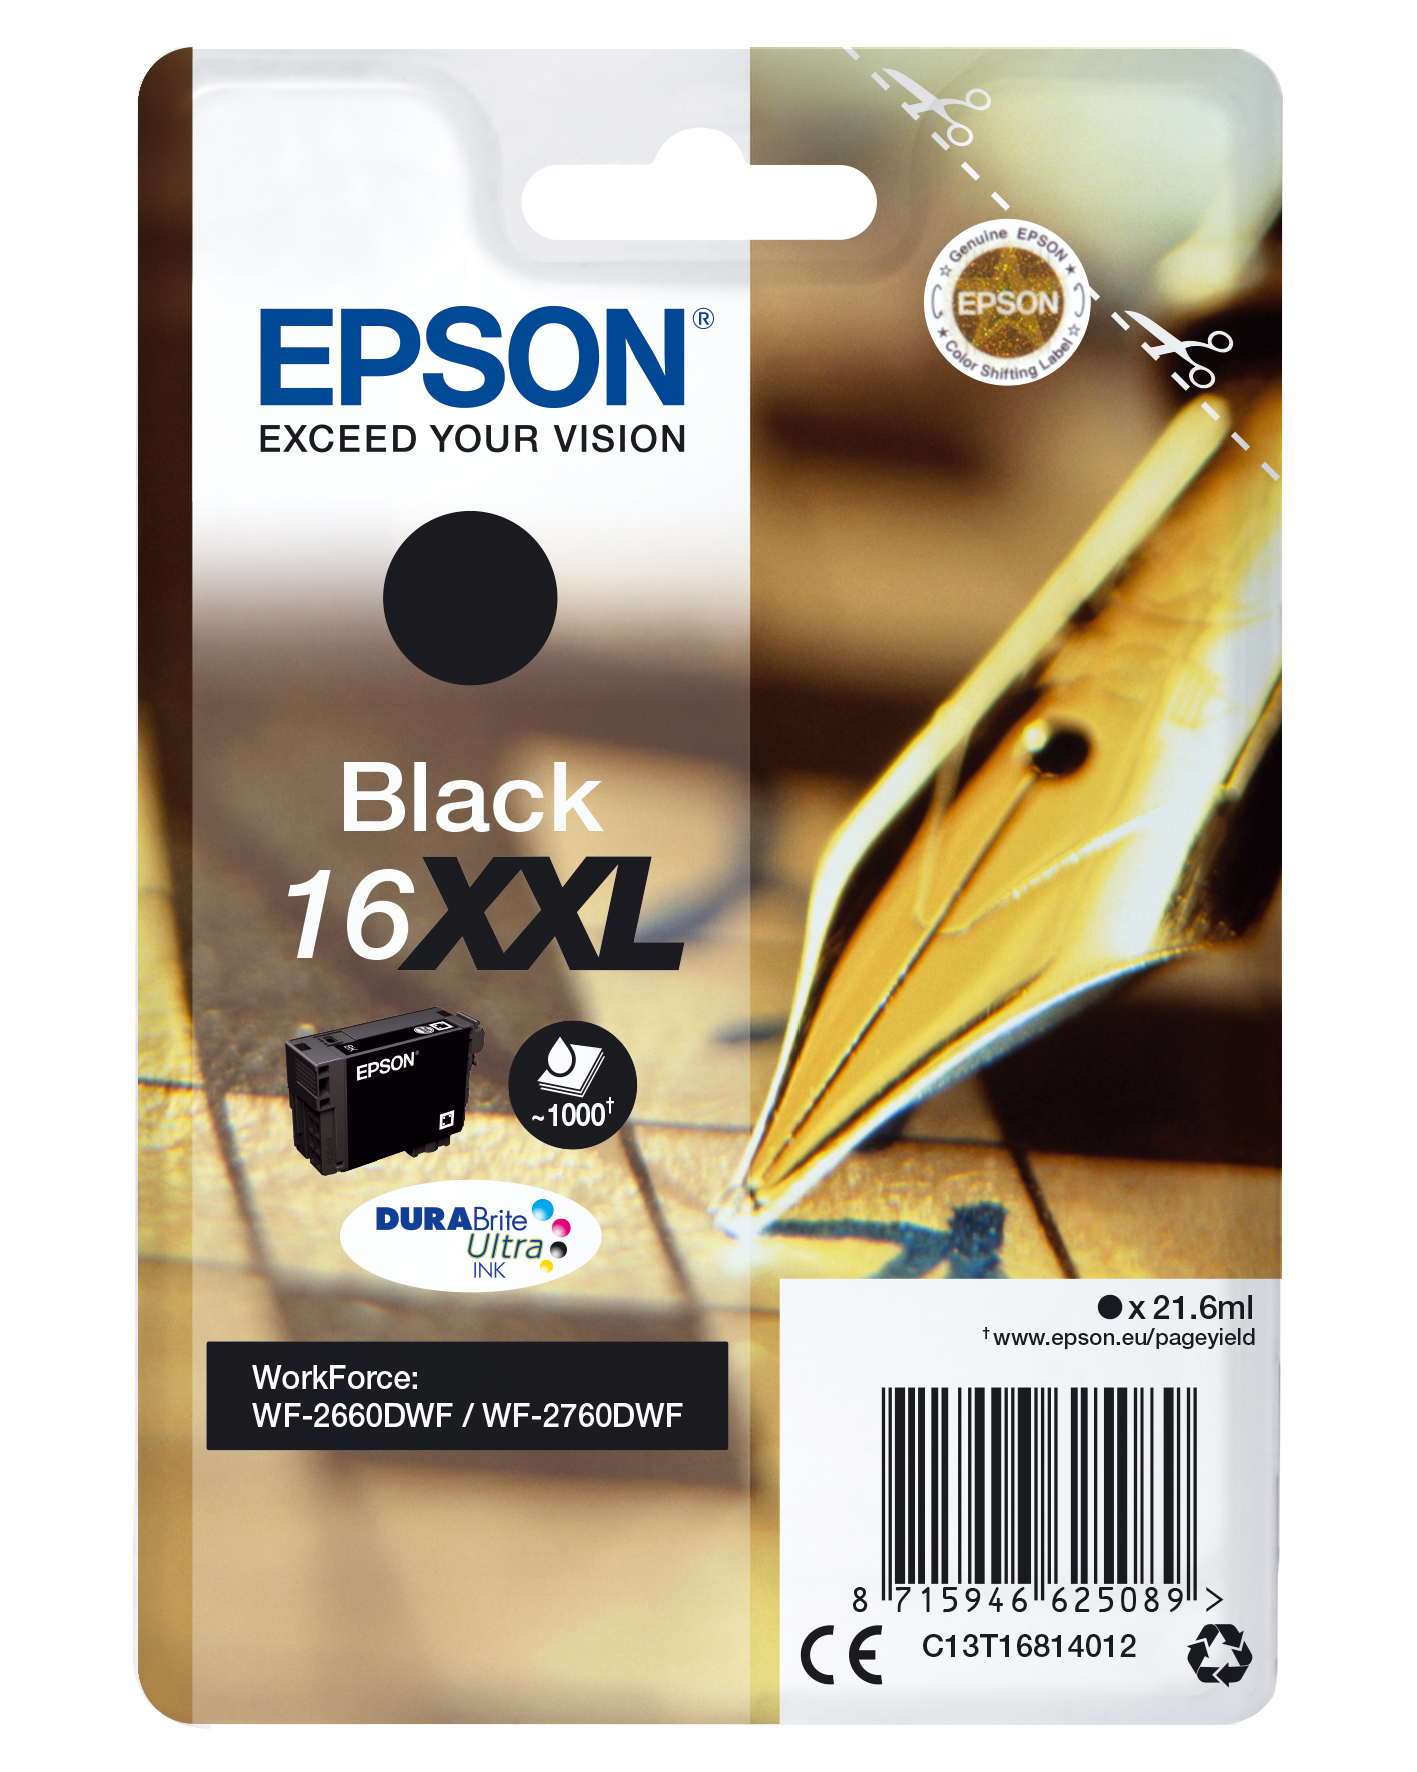 Genuine EPSON
EPSON
Color Shifting Label
EPSON®
EXCEED YOUR VISION
Black
16XXL
EPSON®
~1000†
DURABrite
Ultra
INK
x 21.6ml
†www.epson.eu/pageyield
WorkForce:
WF-2660DWF / WF-2760DWF
8 715946 625089 >
CE C13T16814012